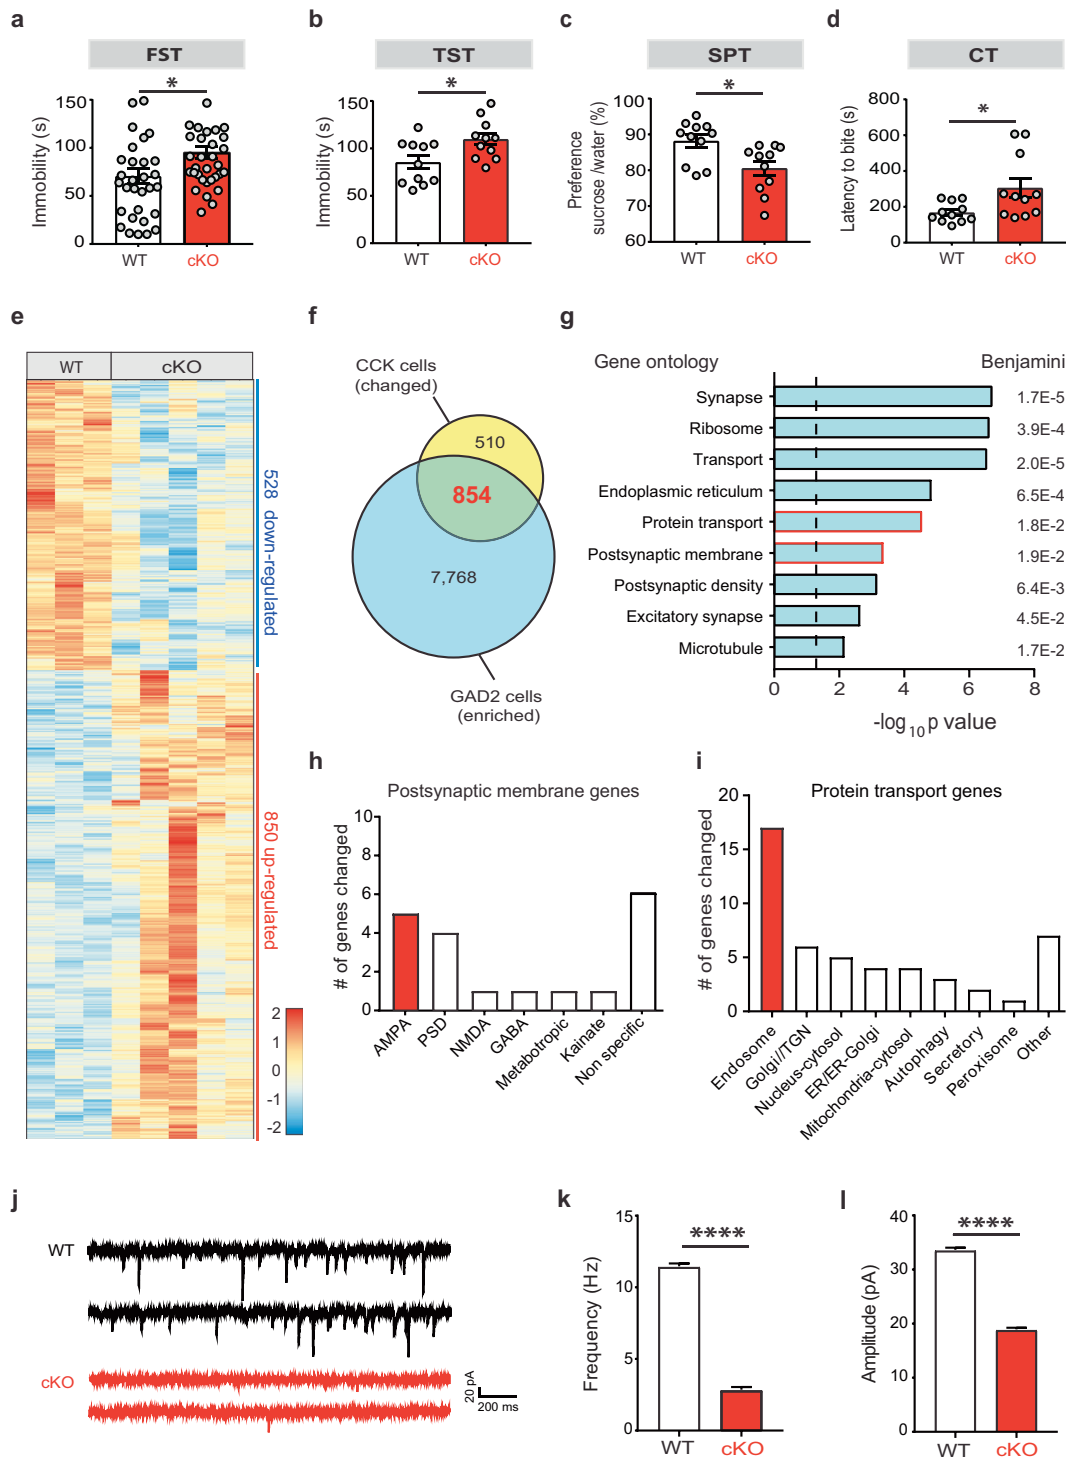 a
b
c
d
FST
TST
SPT
CT
*
*
*
*
Immobility (s)
150
100
50
0
WT
cKO
Immobility (s)
150
100
50
0
WT
cKO
Preference
sucrose /water (%)
100
90
80
70
60
WT
cKO
Latency to bite (s)
800
600
400
200
0
WT
cKO
e
WT
cKO
528 down-regulated
850 up-regulated
2
1
0
-1
-2
f
CCK cells
(changed)
510
854
7,768
GAD2 cells
(enriched)
g
Gene ontology
Benjamini
Synapse
1.7E-5
Ribosome
3.9E-4
Transport
2.0E-5
Endoplasmic reticulum
6.5E-4
Protein transport
1.8E-2
Postsynaptic membrane
1.9E-2
Postsynaptic density
6.4E-3
Excitatory synapse
4.5E-2
Microtubule
1.7E-2
0
2
4
6
8
-log10p value
h
Postsynaptic membrane genes
# of genes changed
10
8
6
4
2
0
AMPA
PSD
NMDA
GABA
Metabotropic
Kainate
Non specific
i
Protein transport genes
# of genes changed
20
15
10
5
0
Endosome
Golgi//TGN
Nucleus-cytosol
ER/ER-Golgi
Mitochondria-cytosol
Autophagy
Secretory
Peroxisome
Other
j
WT
cKO
20 pA
200 ms
k
Frequency (Hz)
15
10
5
0
****
WT
cKO
l
Amplitude (pA)
40
30
20
10
0
****
WT
cKO